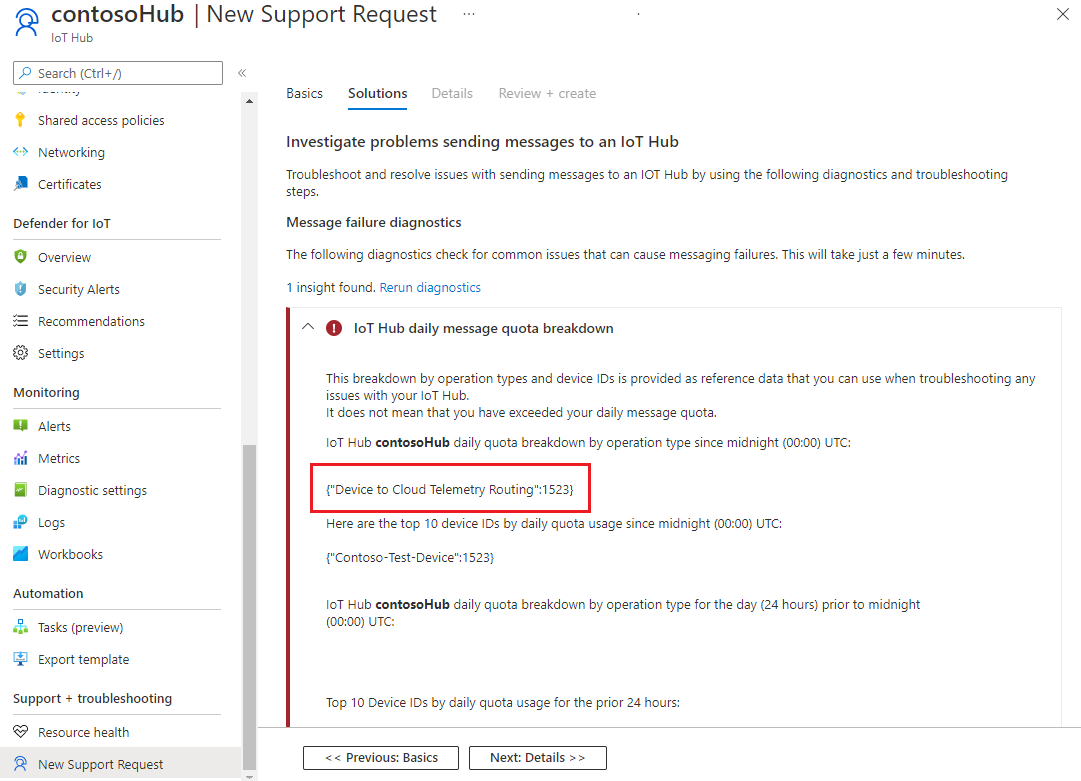 contosoHub | New Support Request ...
IoT Hub
Search (Ctrl+/)
Identity
Shared access policies
Networking
Certificates
Defender for IoT
Overview
Security Alerts
Recommendations
Settings
Monitoring
Alerts
Metrics
Diagnostic settings
Logs
Workbooks
Automation
Tasks (preview)
Export template
Support + troubleshooting
Resource health
New Support Request
Basics Solutions Details Review + create
Investigate problems sending messages to an IoT Hub
Troubleshoot and resolve issues with sending messages to an IOT Hub by using the following diagnostics and troubleshooting
steps.
Message failure diagnostics
The following diagnostics check for common issues that can cause messaging failures. This will take just a few minutes.
1 insight found. Rerun diagnostics
IoT Hub daily message quota breakdown
This breakdown by operation types and device IDs is provided as reference data that you can use when troubleshooting any
issues with your IoT Hub.
It does not mean that you have exceeded your daily message quota.
IoT Hub contosoHub daily quota breakdown by operation type since midnight (00:00) UTC:
{"Device to Cloud Telemetry Routing":1523}
Here are the top 10 device IDs by daily quota usage since midnight (00:00) UTC:
{"Contoso-Test-Device":1523}
IoT Hub contosoHub daily quota breakdown by operation type for the day (24 hours) prior to midnight
(00:00) UTC:
Top 10 Device IDs by daily quota usage for the prior 24 hours:
<< Previous: Basics Next: Details >>